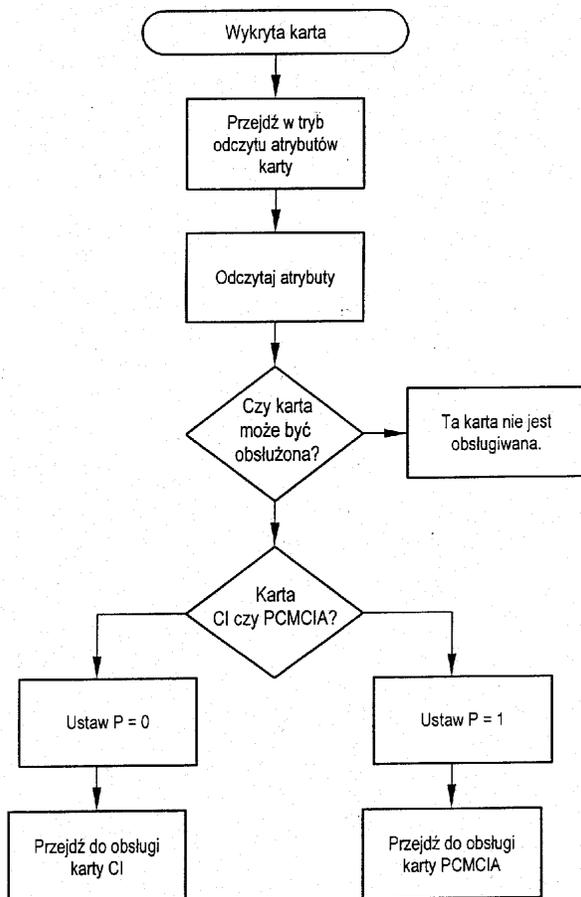 Wykryta karta
Przejdź w tryb
odczytu atrybutów
karty
Odczytaj atrybuty
Czy karta
może być
obsłużona?
Ta karta nie jest
obsługiwana.
Karta
CI czy PCMCIA?
Ustaw P = 0
Ustaw P = 1
Przejdź do obsługi
karty CI
Przejdź do obsługi
karty PCMCIA